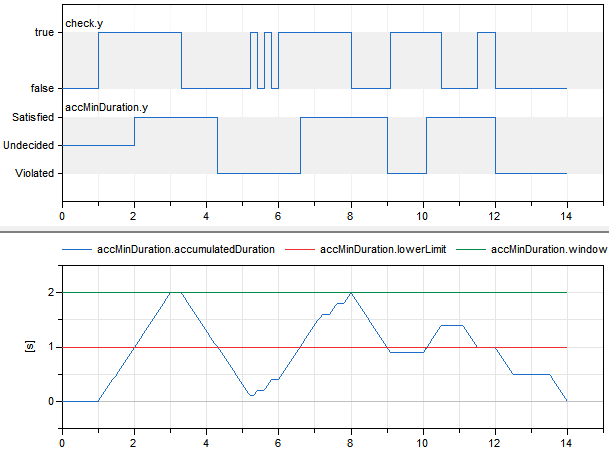 check.y
true
false
accMinDuration.y
Satisfied
Undecided
Violated
0 2 4 6 8 10 12 14
accMinDuration.accumulatedDuration accMinDuration.lowerLimit accMinDuration.window
2
1
0
[s]
0 2 4 6 8 10 12 14